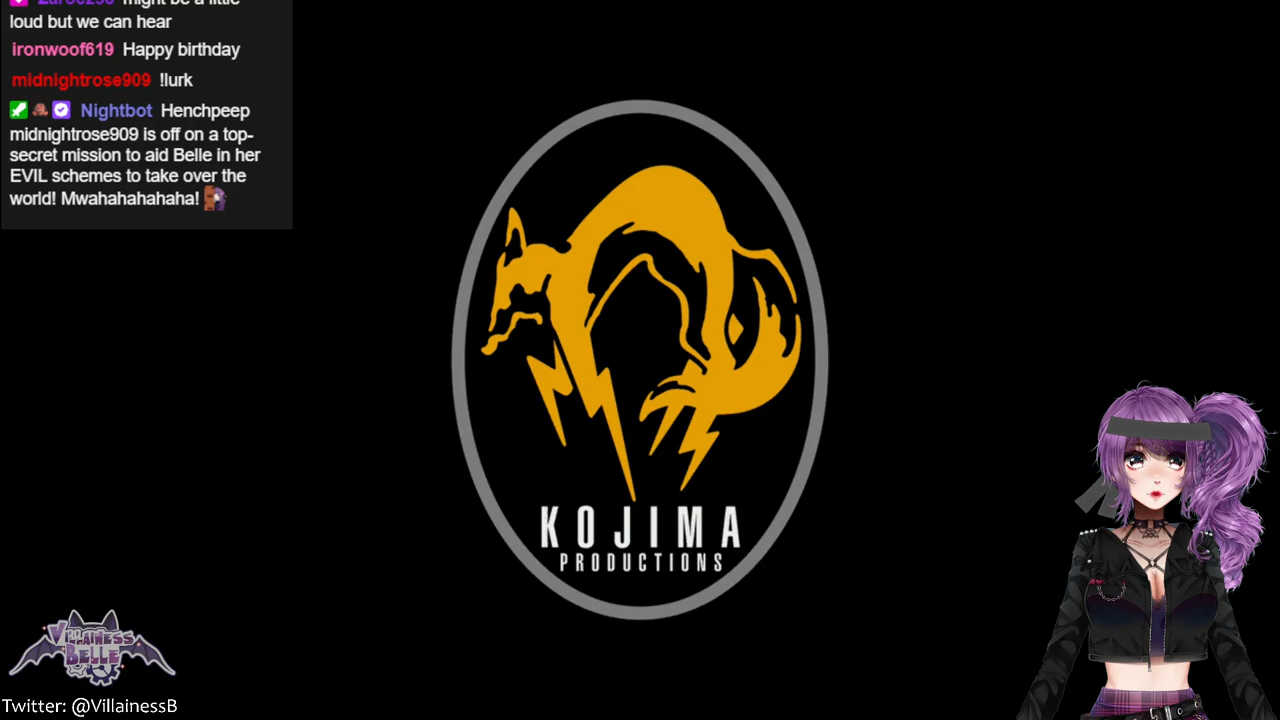 Zaroc250 might be a little
loud but we can hear
ironwoof619 Happy birthday
midnightrose909 !lurk
Nightbot Henchpeep
midnightrose909 is off on a top-
secret mission to aid Belle in her
EVIL schemes to take over the
world! Mwahahahahaha!
KOJIMA
PRODUCTIONS
VILLAINESS
BELLE
Twitter: @VillainessB